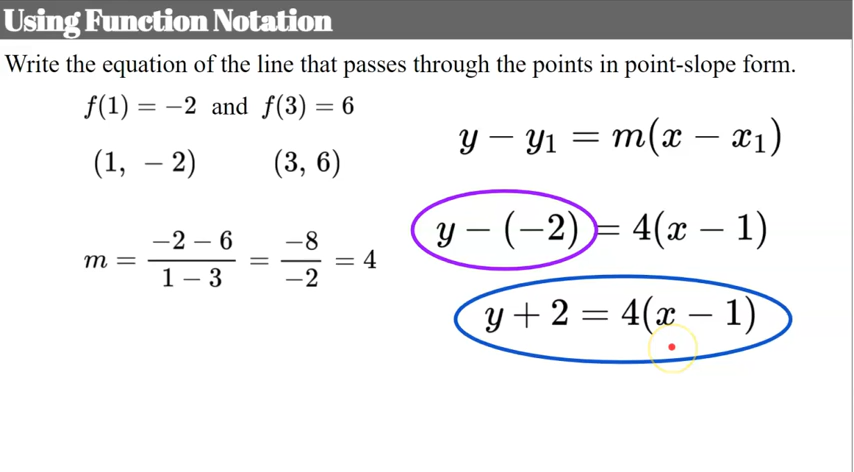 Using Function Notation
Write the equation of the line that passes through the points in point-slope form.
f(1) = −2 and f(3) = 6
(1, − 2) (3, 6)
m = \frac{−2 − 6}{1 − 3} = \frac{−8}{−2} = 4
y − y₁ = m(x − x₁)
y − (−2) = 4(x − 1)
y + 2 = 4(x − 1)